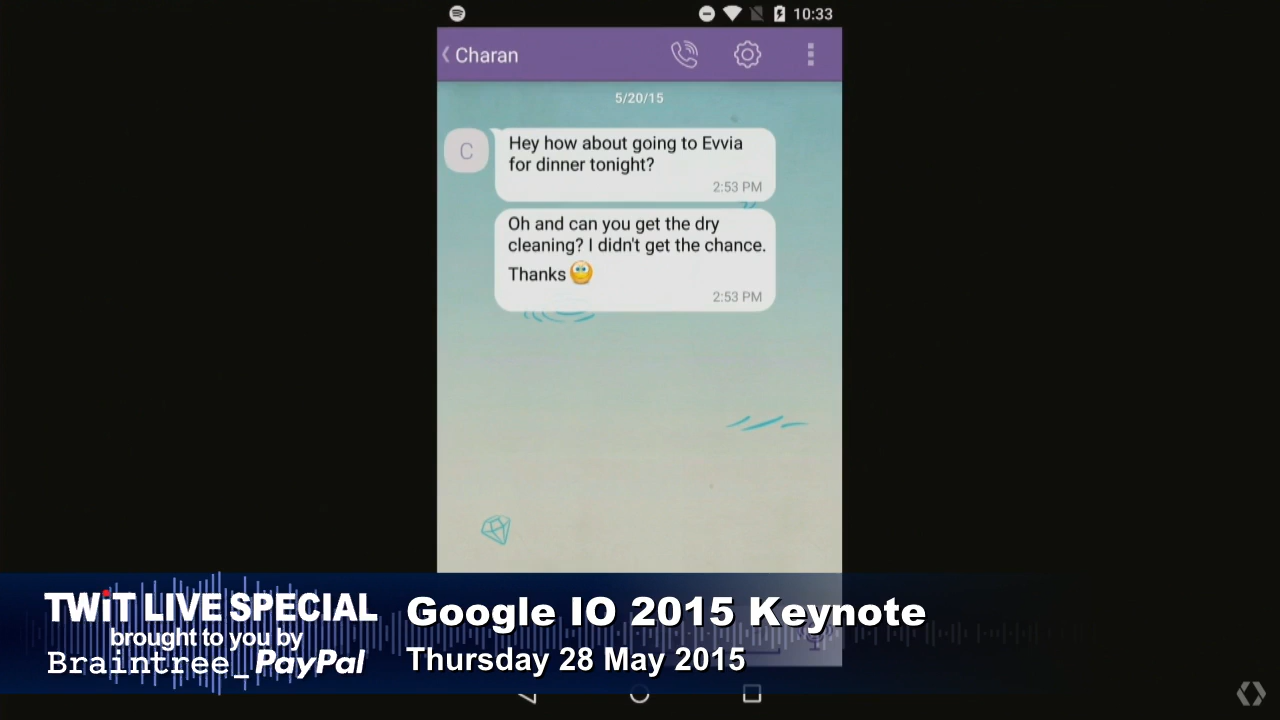 10:33
Charan
5/20/15
C
Hey how about going to Evvia
for dinner tonight?
2:53 PM
Oh and can you get the dry
cleaning? I didn't get the chance.
Thanks
2:53 PM
TWiT LIVE SPECIAL
brought to you by
Braintree_PayPal
Google IO 2015 Keynote
Thursday 28 May 2015